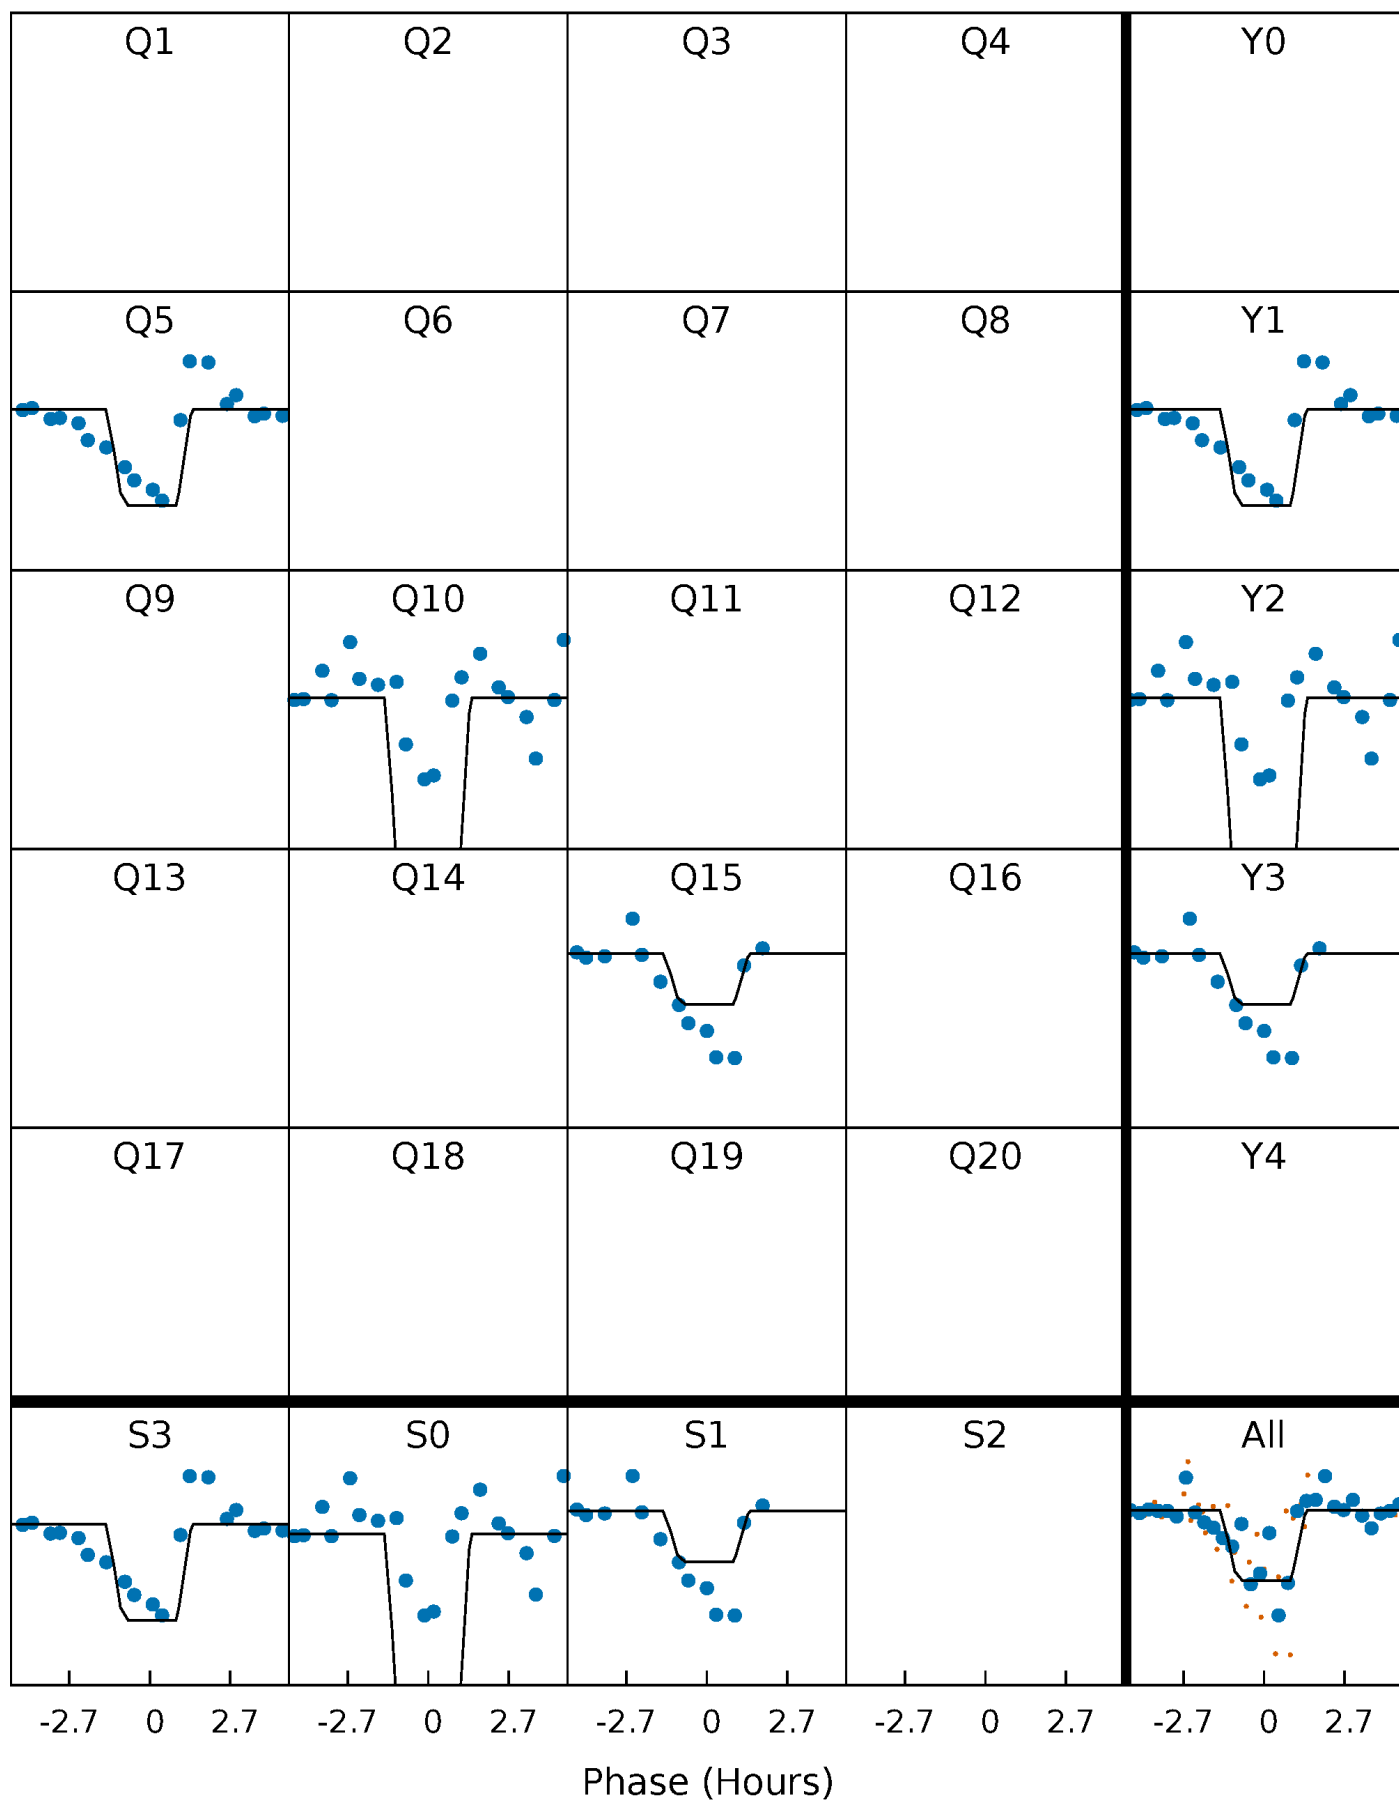 Q1 Q2 Q3 Q4 Y0
Q5 Q6 Q7 Q8 Y1
Q9 Q10 Q11 Q12 Y2
Q13 Q14 Q15 Q16 Y3
Q17 Q18 Q19 Q20 Y4
S3 S0 S1 S2 All
-2.7 0 2.7 -2.7 0 2.7 -2.7 0 2.7 -2.7 0 2.7 -2.7 0 2.7
Phase (Hours)